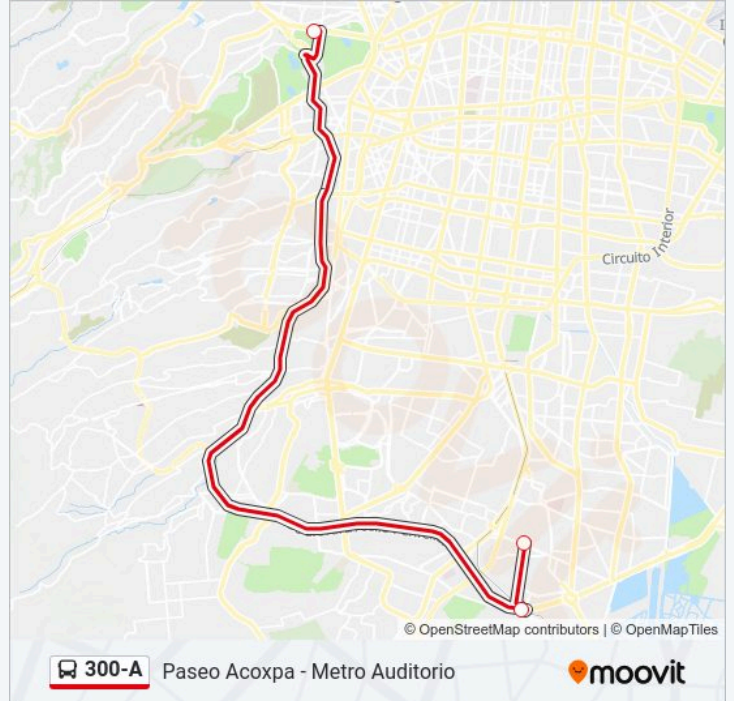 Circuito Interior
© OpenStreetMap contributors | © OpenMapTiles
300-A Paseo Acoxpa - Metro Auditorio
moovit